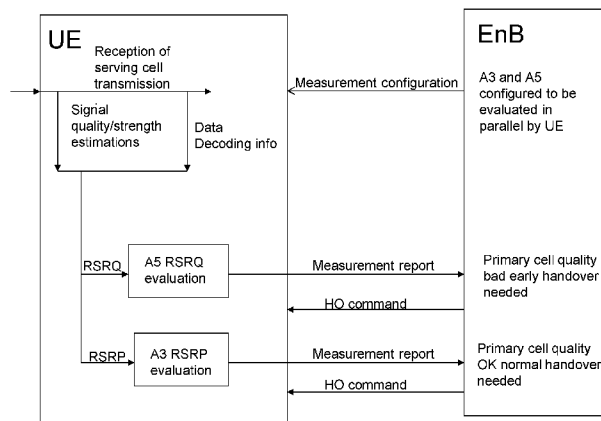 UE
EnB
Reception of
serving cell
transmission
Measurement configuration
A3 and A5
configured to be
evaluated in
parallel by UE
Signial
quality/strength
estimations
Data
Decoding info
RSRQ
A5 RSRQ
evaluation
Measurement report
Primary cell quality
bad early handover
needed
HO command
RSRP
A3 RSRP
evaluation
Measurement report
Primary cell quality
OK normal handover
needed
HO command